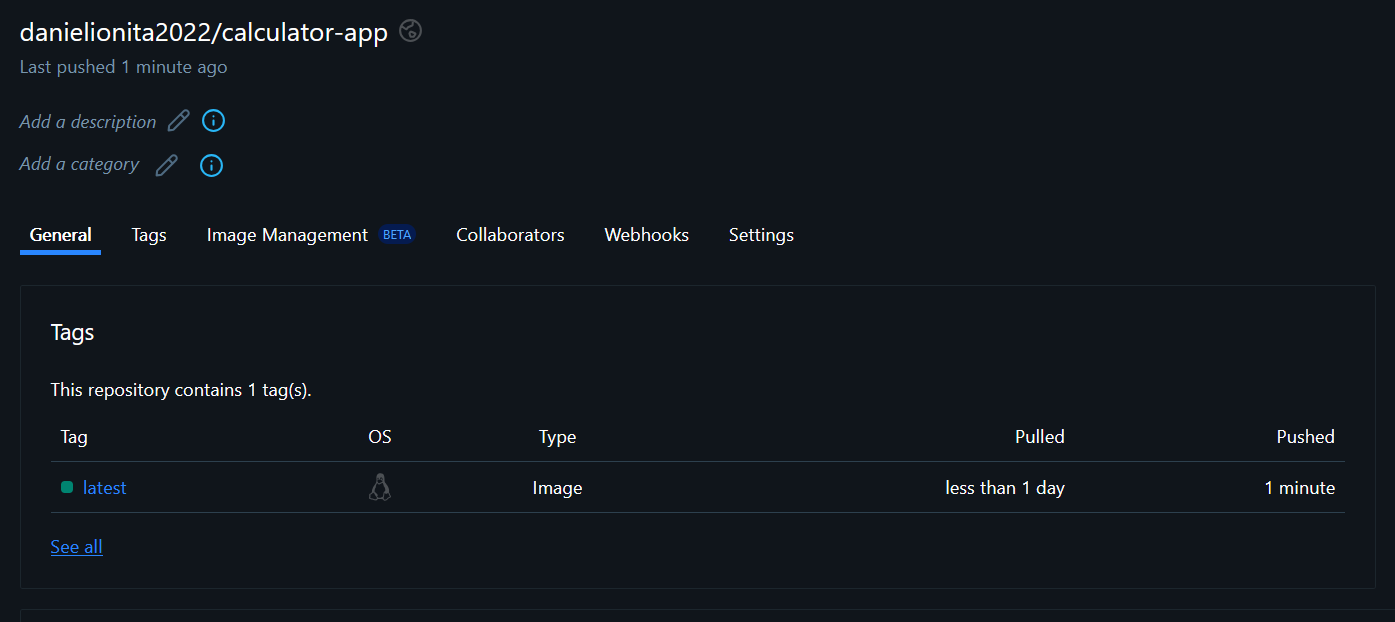 danielionita2022/calculator-app
Last pushed 1 minute ago
Add a description
Add a category
General Tags Image Management BETA Collaborators Webhooks Settings
Tags
This repository contains 1 tag(s).
Tag OS Type Pulled Pushed
latest Image less than 1 day 1 minute
See all